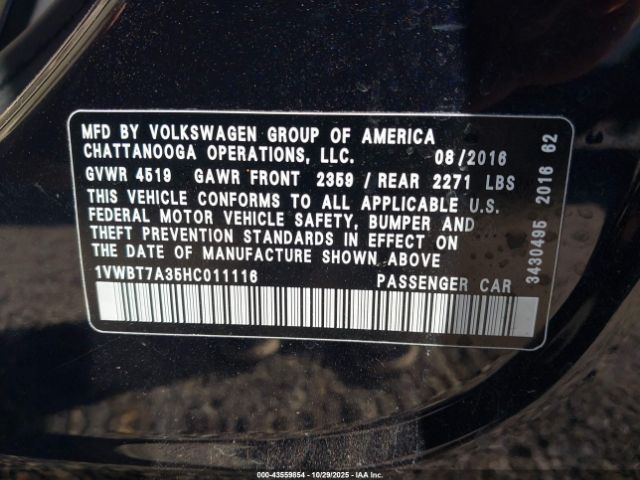 MFD BY VOLKSWAGEN GROUP OF AMERICA
CHATTANOOGA OPERATIONS, LLC. 08/2016
GVWR 4519 GAWR FRONT 2359 / REAR 2271 LBS
THIS VEHICLE CONFORMS TO ALL APPLICABLE U.S.
FEDERAL MOTOR VEHICLE SAFETY, BUMPER AND
THEFT PREVENTION STANDARDS IN EFFECT ON
THE DATE OF MANUFACTURE SHOWN ABOVE
1VWBT7A35HC011116 PASSENGER CAR
3430495 2016 62
000-43559854 | 10/29/2025 | IAA Inc.